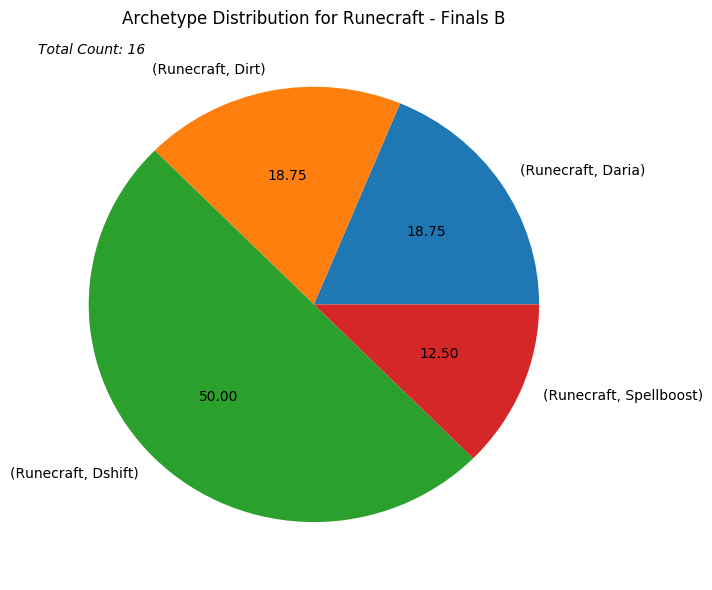 Archetype Distribution for Runecraft - Finals B
Total Count: 16
(Runecraft, Dirt)
(Runecraft, Daria)
18.75
18.75
12.50
50.00
(Runecraft, Spellboost)
(Runecraft, Dshift)